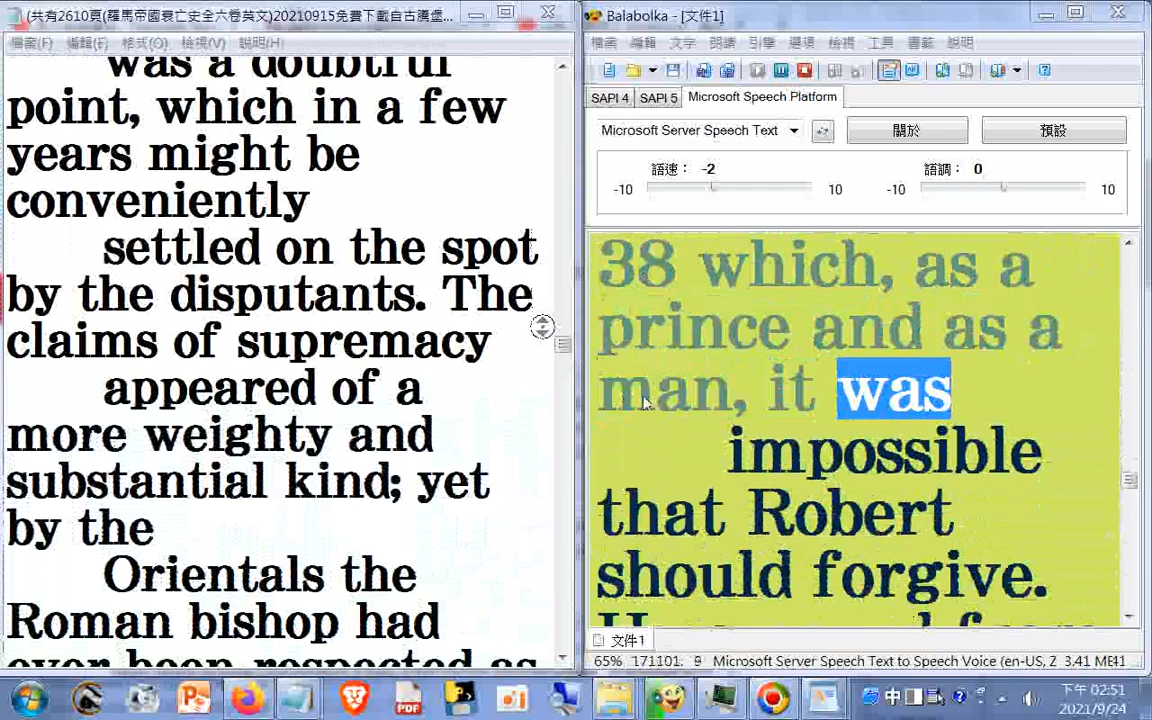 (共有2610頁(羅馬帝國衰亡史全六卷英文)20210915免費下載自古騰堡...
檔案(F) 編輯(E) 格式(O) 檢視(V) 說明(H)
was a doubtful
point, which in a few
years might be
conveniently
settled on the spot
by the disputants. The
claims of supremacy
appeared of a
more weighty and
substantial kind; yet
by the
Orientals the
Roman bishop had
ever been respected as
Balabolka - [文件1]
檔案 編輯 文字 朗讀 引擎 選項 檢視 工具 書籤 說明
SAPI 4 SAPI 5 Microsoft Speech Platform
Microsoft Server Speech Text 關於 預設
語速: -2 語調: 0
-10 10 -10 10
38 which, as a
prince and as a
man, it was
impossible
that Robert
should forgive.
文件1
65% 171101. 9 Microsoft Server Speech Text to Speech Voice (en-US, Z 3.41 ME41
中
下午 02:51
2021/9/24